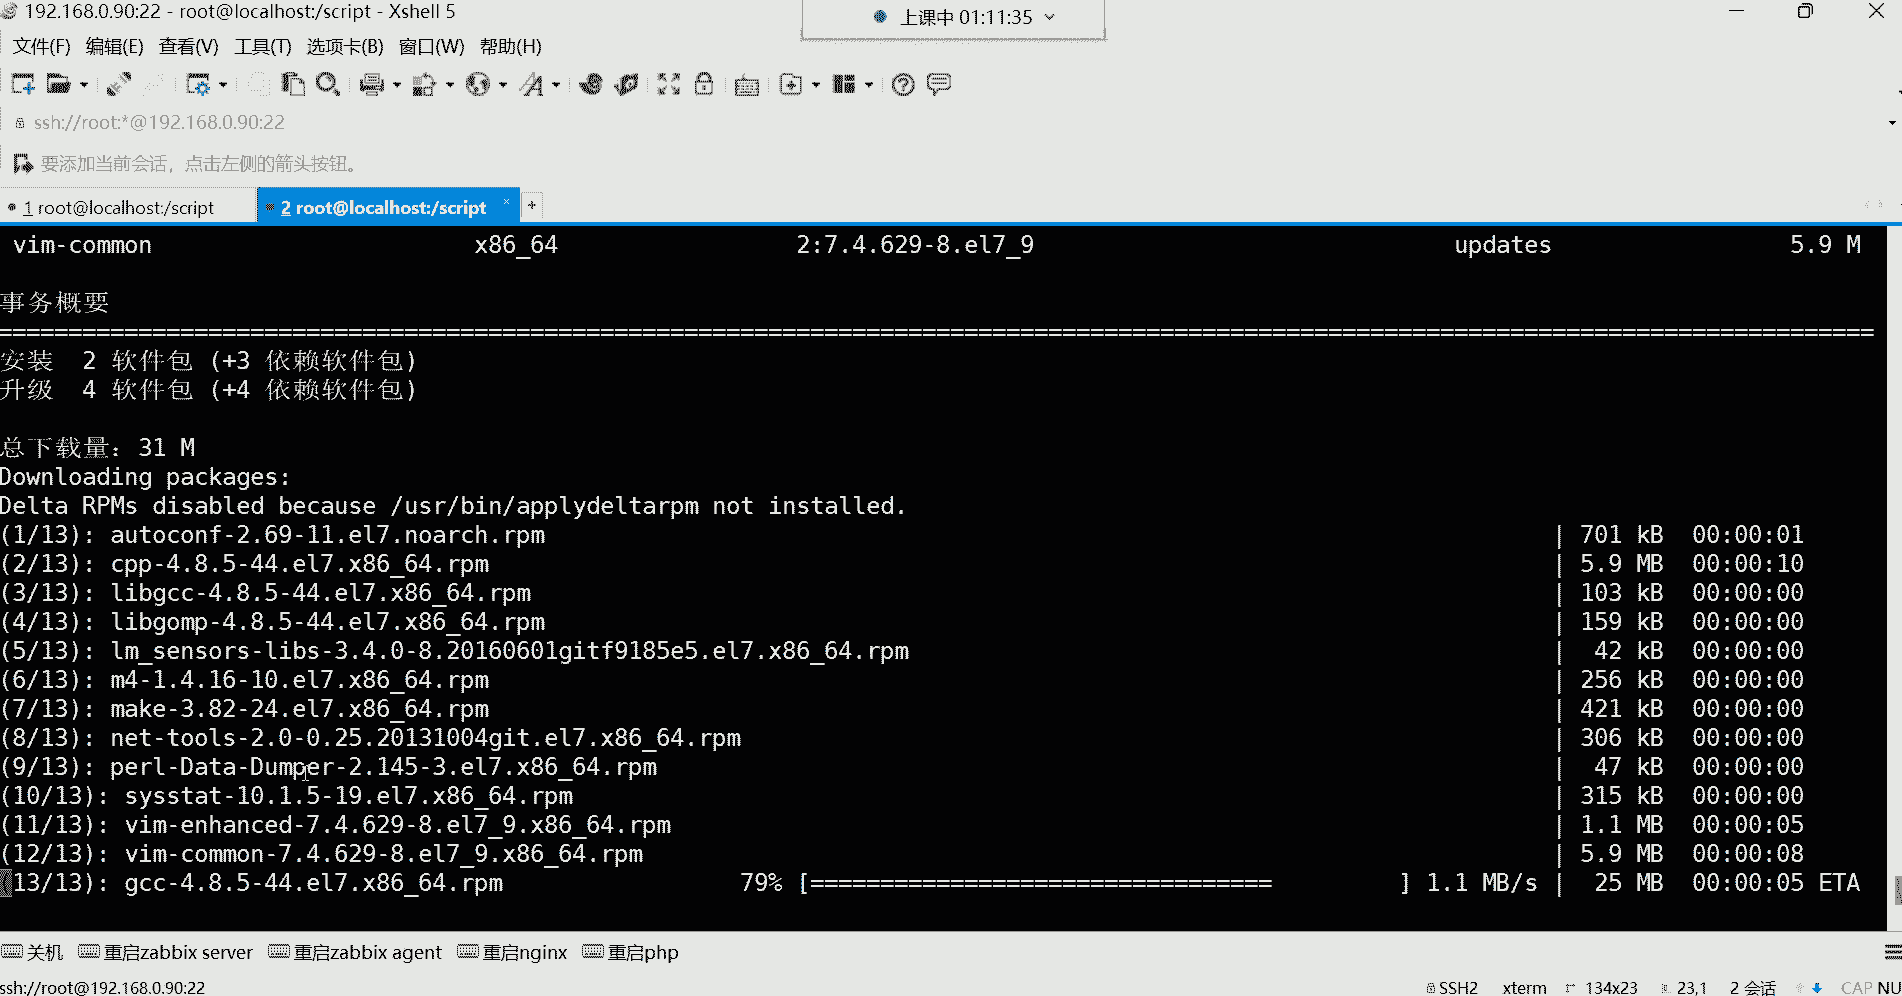 192.168.0.90:22 - root@localhost:/script - Xshell 5
上课中 01:11:35
文件(F) 编辑(E) 查看(V) 工具(T) 选项卡(B) 窗口(W) 帮助(H)
ssh://root:*@192.168.0.90:22
要添加当前会话，点击左侧的箭头按钮。
1 root@localhost:/script
2 root@localhost:/script × +
vim-common x86_64 2:7.4.629-8.el7_9 updates 5.9 M
事务概要
================================================================================
安装 2 软件包 (+3 依赖软件包)
升级 4 软件包 (+4 依赖软件包)
总下载量：31 M
Downloading packages:
Delta RPMs disabled because /usr/bin/applydeltarpm not installed.
(1/13): autoconf-2.69-11.el7.noarch.rpm | 701 kB 00:00:01
(2/13): cpp-4.8.5-44.el7.x86_64.rpm | 5.9 MB 00:00:10
(3/13): libgcc-4.8.5-44.el7.x86_64.rpm | 103 kB 00:00:00
(4/13): libgomp-4.8.5-44.el7.x86_64.rpm | 159 kB 00:00:00
(5/13): lm_sensors-libs-3.4.0-8.20160601gitf9185e5.el7.x86_64.rpm | 42 kB 00:00:00
(6/13): m4-1.4.16-10.el7.x86_64.rpm | 256 kB 00:00:00
(7/13): make-3.82-24.el7.x86_64.rpm | 421 kB 00:00:00
(8/13): net-tools-2.0-0.25.20131004git.el7.x86_64.rpm | 306 kB 00:00:00
(9/13): perl-Data-Dumper-2.145-3.el7.x86_64.rpm | 47 kB 00:00:00
(10/13): sysstat-10.1.5-19.el7.x86_64.rpm | 315 kB 00:00:00
(11/13): vim-enhanced-7.4.629-8.el7_9.x86_64.rpm | 1.1 MB 00:00:05
(12/13): vim-common-7.4.629-8.el7_9.x86_64.rpm | 5.9 MB 00:00:08
(13/13): gcc-4.8.5-44.el7.x86_64.rpm 79% [================================= ] 1.1 MB/s | 25 MB 00:00:05 ETA
关机 重启zabbix server 重启zabbix agent 重启nginx 重启php
ssh://root@192.168.0.90:22 SSH2 xterm 134x23 23,1 2 会话 CAP NU